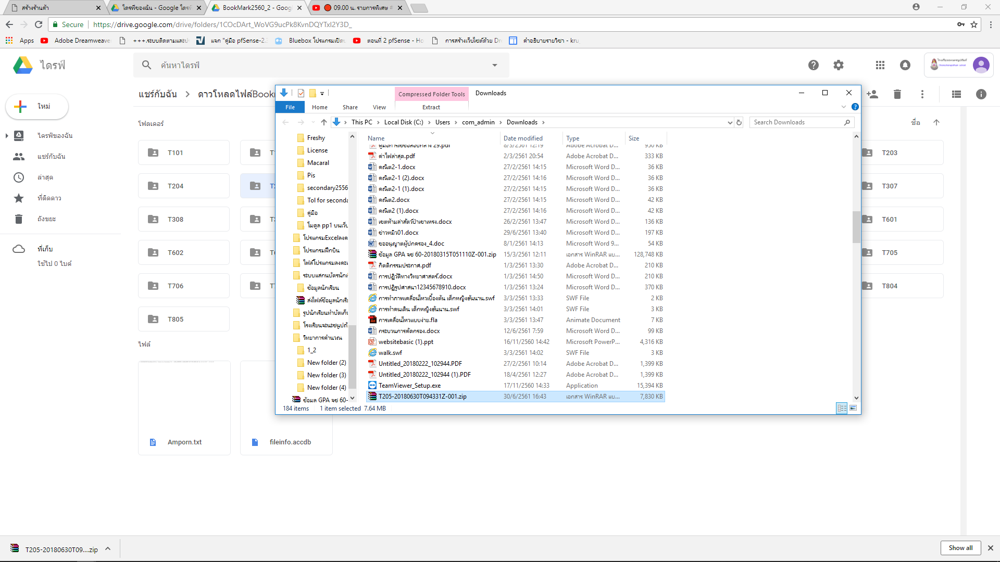 สร้างร้านค้า
ไดรฟ์ของฉัน - Google ไดรฟ์
BookMark2560_2 - Goog
09.00 น. รายการพิเศษ
Secure
https://drive.google.com/drive/folders/1COcDArt_WoVG9ucPk8KvnDQYTxl2Y3D_
Apps
Adobe Dreamweave
+++.ระบบติดตามและป
แจก "คู่มือ pfSense-2.
Bluebox โปรแกรมเปิด
ตอนที่ 2 pfSense - Ho
การสร้างเว็บไซต์ด้วย Dr
คำอธิบายรายวิชา - kru
ไดรฟ์
ค้นหาไดรฟ์
แชร์กับฉัน
ดาวโหลดไฟล์Book
ใหม่
ไดรฟ์ของฉัน
แชร์กับฉัน
ล่าสุด
ที่ติดดาว
ถังขยะ
ที่เก็บ
ใช้ไป 0 ไบต์
โฟลเดอร์
ชื่อ
T101
T203
T204
T307
T308
T601
T602
T705
T706
T804
T805
ไฟล์
Amporn.txt
fileinfo.accdb
Compressed Folder Tools
Downloads
File
Home
Share
View
Extract
This PC
Local Disk (C:)
Users
com_admin
Downloads
Search Downloads
Freshy
License
Macaral
Pis
secondary2556
Tol for seconda
คู่มือ
โมดูล pp1 บนเว็บ
โปรแกรมExcelลงค
โปรแกรมฝึกบิน
ไฟล์โปรแกรมลงคะแ
ระบบแสกนบัตรนักเ
ข้อมูลนักเรียน
ส่งไฟล์ข้อมูลนักเรีย
รูปนักเรียนทำบัตเก็บ
โรงเรียนจะนะชนูปถั
วิทยาการคำนวณ
1_2
New folder (2)
New folder (3)
New folder (4)
ข้อมูล GPA จช 60-
Name
Date modified
Type
Size
คู่มือการใช้ข้อสอบกลาง 29.pdf 8/3/2561 12:19 Adobe Acrobat D... 950 KB
ค่าไฟล่าสุด.pdf 2/3/2561 20:54 Adobe Acrobat D... 333 KB
คณิต2-1.docx 27/2/2561 14:15 Microsoft Word D... 36 KB
คณิต2-1 (2).docx 27/2/2561 14:16 Microsoft Word D... 36 KB
คณิต2-1 (1).docx 27/2/2561 14:15 Microsoft Word D... 36 KB
คณิต2.docx 27/2/2561 14:15 Microsoft Word D... 42 KB
คณิต2 (1).docx 27/2/2561 14:16 Microsoft Word D... 42 KB
เขตห้ามล่าสัตว์ป่าเขาเหรง.docx 26/2/2561 13:47 Microsoft Word D... 136 KB
ข่าวหมิว01.docx 29/6/2561 13:40 Microsoft Word D... 197 KB
ขออนุญาตผู้ปกครอง_4.doc 8/1/2561 14:13 Microsoft Word 9... 54 KB
ข้อมูล GPA จช 60-20180315T051110Z-001.zip 15/3/2561 12:11 เอกสาร WinRAR แบ... 128,748 KB
กิตติกรรมประกาศ.pdf 1/3/2561 13:30 Adobe Acrobat D... 210 KB
การปฏิวัติทางวิทยาศาสตร์.docx 1/3/2561 14:50 Microsoft Word D... 210 KB
การปฏิรูปศาสนา12345678910.docx 1/3/2561 13:24 Microsoft Word D... 370 KB
การทำภาพเคลื่อนไหวเบื้องต้น เด็กหญิงฮั่นนาน.swf 3/3/2561 13:33 SWF File 2 KB
การทำคนเดิน เด็กหญิงฮั่นนาน.swf 3/3/2561 14:01 SWF File 3 KB
การเคลื่อนไหวแบบง่าย.fla 3/3/2561 13:47 Animate Document 7 KB
กระบวนการคัดกรอง.docx 12/6/2561 7:59 Microsoft Word D... 99 KB
websitebasic (1).ppt 16/11/2560 14:42 Microsoft PowerP... 4,316 KB
walk.swf 3/3/2561 14:02 SWF File 3 KB
Untitled_20180222_102944.PDF 27/2/2561 10:14 Adobe Acrobat D... 1,399 KB
Untitled_20180222_102944 (1).PDF 18/4/2561 12:27 Adobe Acrobat D... 1,399 KB
TeamViewer_Setup.exe 17/11/2560 14:33 Application 15,394 KB
T205-20180630T094331Z-001.zip 30/6/2561 16:43 เอกสาร WinRAR แบ... 7,830 KB
184 items
1 item selected 7.64 MB
T205-20180630T09....zip
Show all